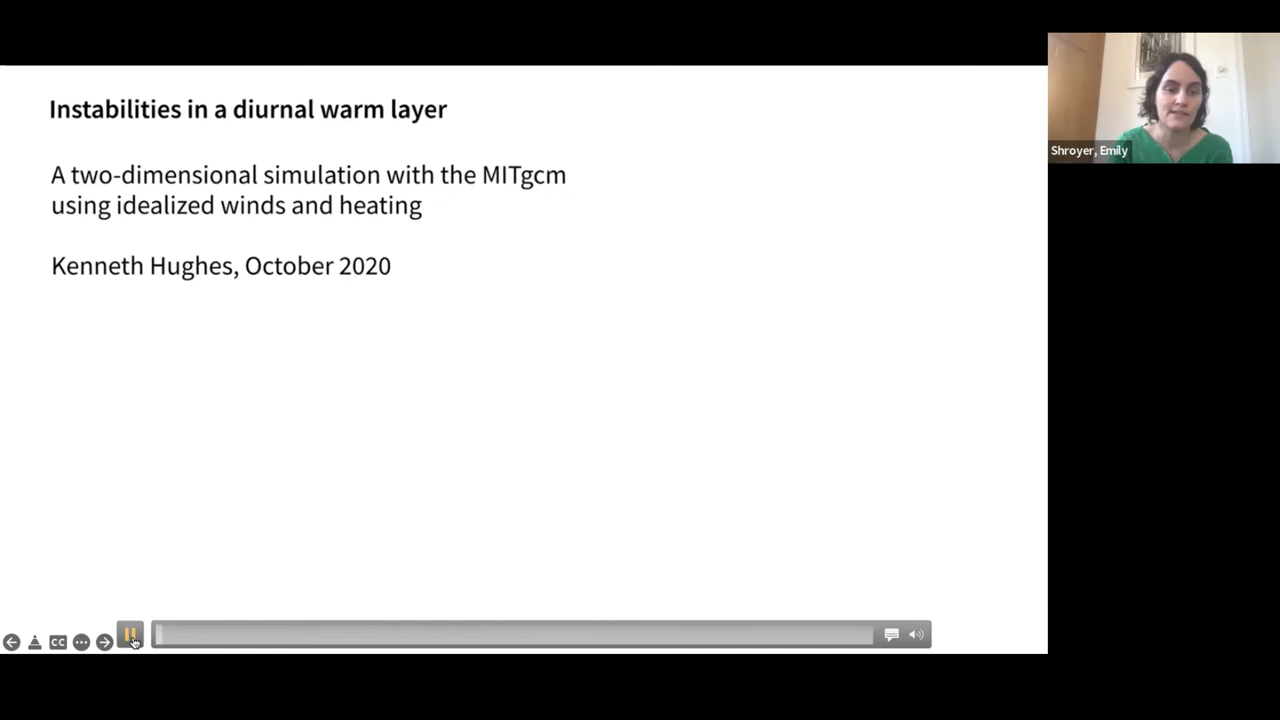 Instabilities in a diurnal warm layer
A two-dimensional simulation with the MITgcm
using idealized winds and heating
Kenneth Hughes, October 2020
Shroyer, Emily
CC